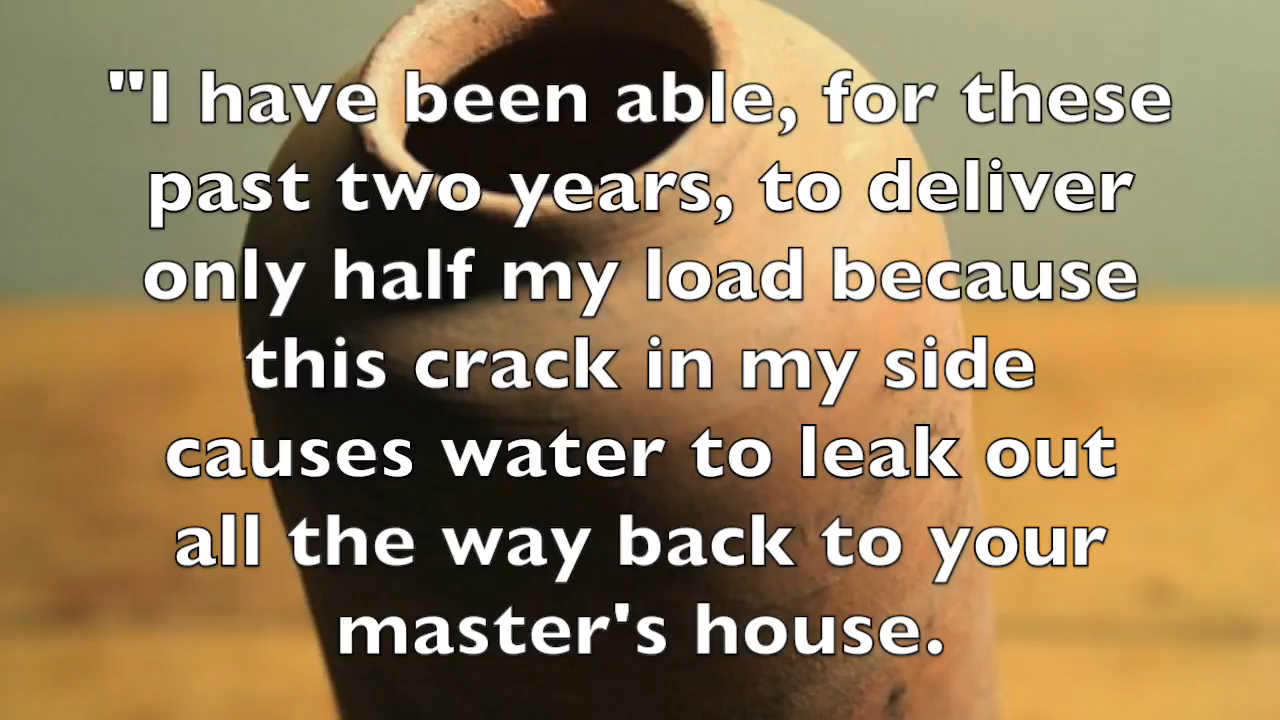 "I have been able, for these
past two years, to deliver
only half my load because
this crack in my side
causes water to leak out
all the way back to your
master's house.